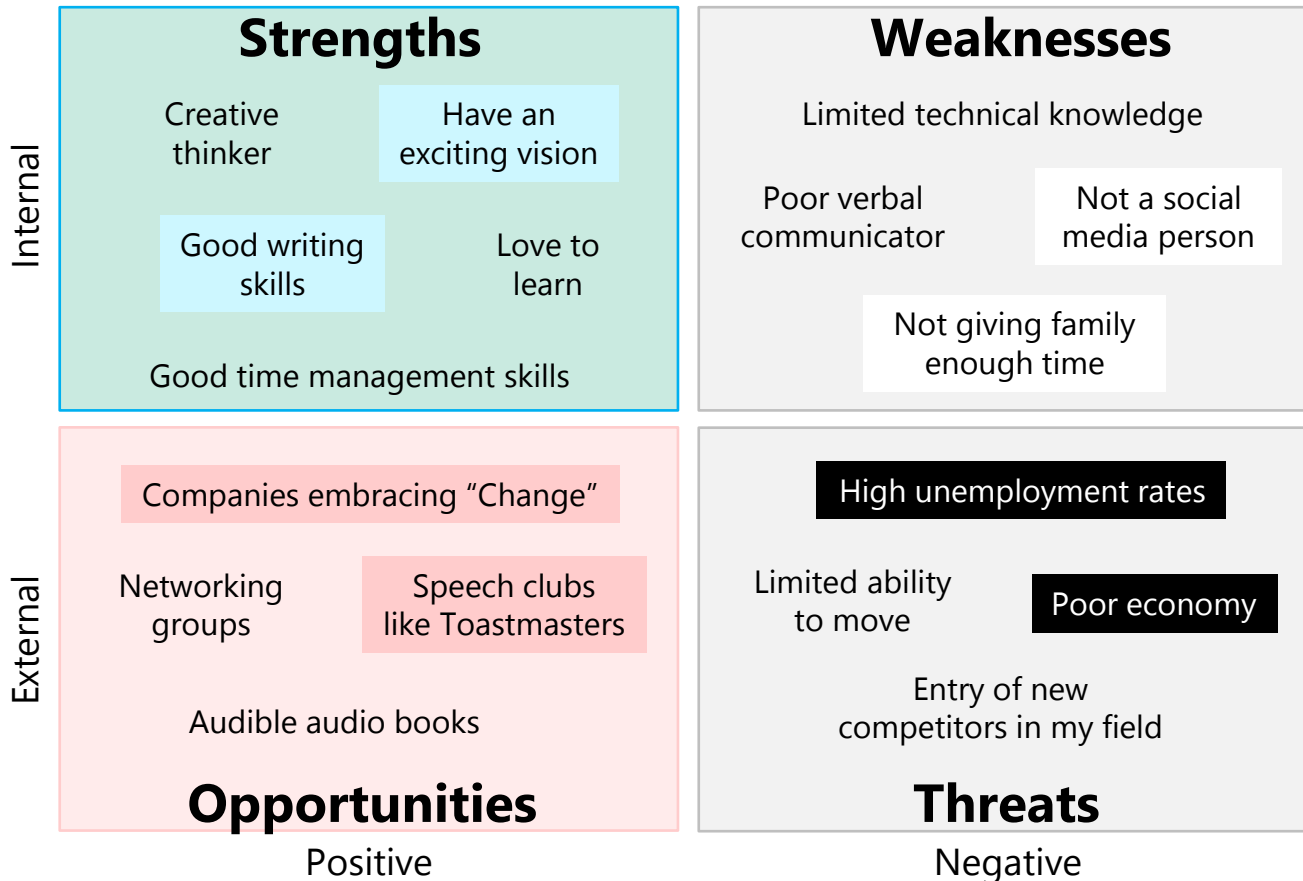 Strengths
Creative
thinker
Have an
exciting vision
Good writing
skills
Love to
learn
Good time management skills
Weaknesses
Limited technical knowledge
Poor verbal
communicator
Not a social
media person
Not giving family
enough time
Internal
Companies embracing “Change”
Networking
groups
Speech clubs
like Toastmasters
Audible audio books
Opportunities
High unemployment rates
Limited ability
to move
Poor economy
Entry of new
competitors in my field
Threats
External
Positive
Negative